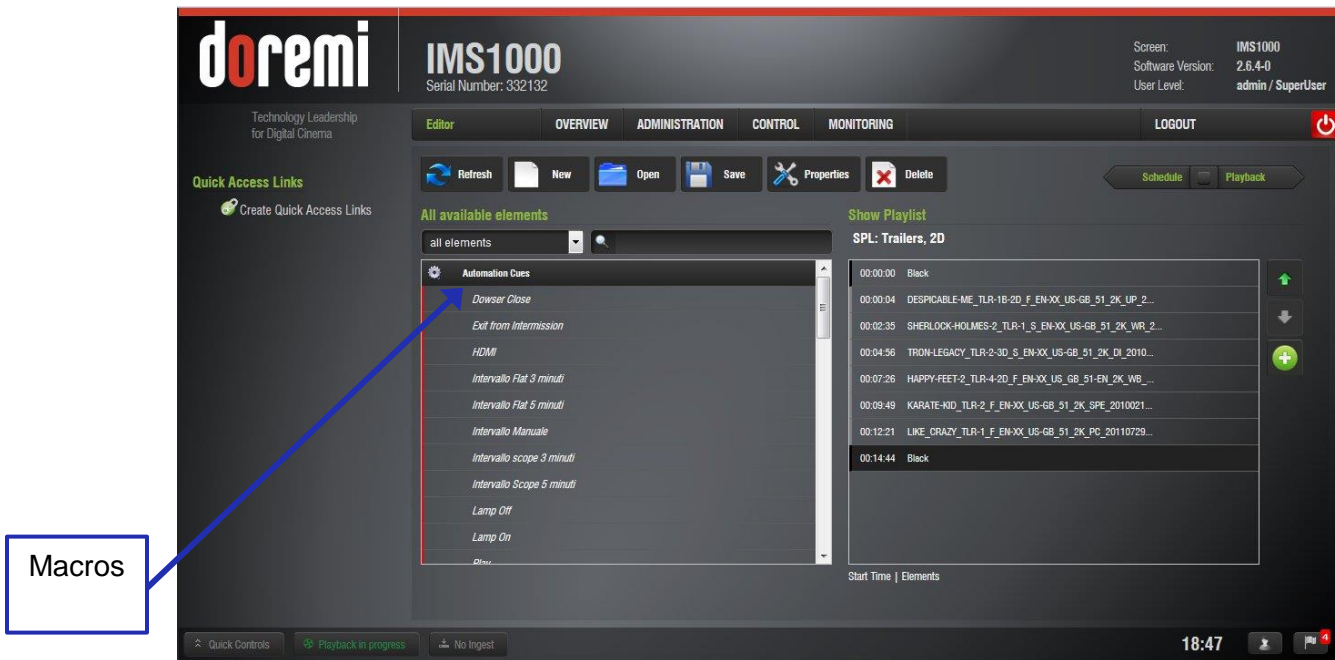 doremi
Technology Leadership
for Digital Cinema
IMS1000
Serial Number: 332132
Screen: IMS1000
Software Version: 2.6.4-0
User Level: admin / SuperUser
Editor OVERVIEW ADMINISTRATION CONTROL MONITORING LOGOUT
Quick Access Links
Create Quick Access Links
Refresh New Open Save Properties Delete
Schedule Playback
All available elements
all elements
Automation Cues
Dowser Close
Exit from Intermission
HDMI
Intervallo Flat 3 minuti
Intervallo Flat 5 minuti
Intervallo Manuale
Intervallo scope 3 minuti
Intervallo Scope 5 minuti
Lamp Off
Lamp On
Play
Show Playlist
SPL: Trailers, 2D
00:00:00 Black
00:00:04 DESPICABLE-ME_TLR-1B-2D_F_EN-XX_US-GB_51_2K_UP_2...
00:02:35 SHERLOCK-HOLMES-2_TLR-1_S_EN-XX_US-GB_51_2K_WR_2...
00:04:56 TRON-LEGACY_TLR-2-3D_S_EN-XX_US-GB_51_2K_DI_2010...
00:07:26 HAPPY-FEET-2_TLR-4-2D_F_EN-XX_US_GB_51-EN_2K_WB_...
00:09:49 KARATE-KID_TLR-2_F_EN-XX_US-GB_51_2K_SPE_2010021...
00:12:21 LIKE_CRAZY_TLR-1_F_EN-XX_US-GB_51_2K_PC_20110729...
00:14:44 Black
Start Time | Elements
Macros
Quick Controls Playback in progress No Ingest 18:47 4